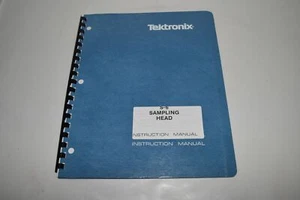 Tektronix
SAMPLING
HEAD
INSTRUCTION MANUAL
INSTRUCTION MANUAL